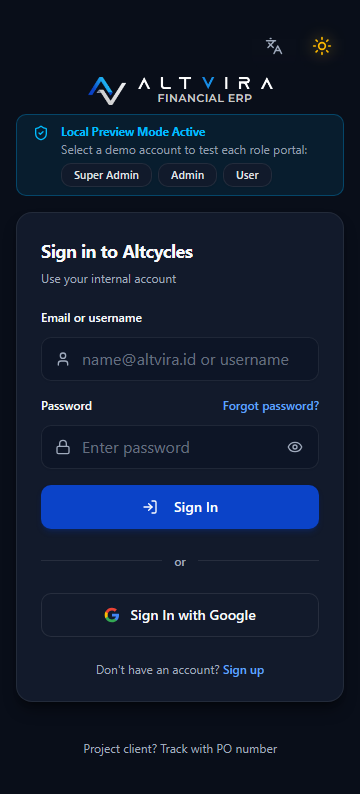 ALTVIRA
FINANCIAL ERP
Local Preview Mode Active
Select a demo account to test each role portal:
Super Admin Admin User
Sign in to Altcycles
Use your internal account
Email or username
name@altvira.id or username
Password Forgot password?
Enter password
Sign In
or
Sign In with Google
Don't have an account? Sign up
Project client? Track with PO number